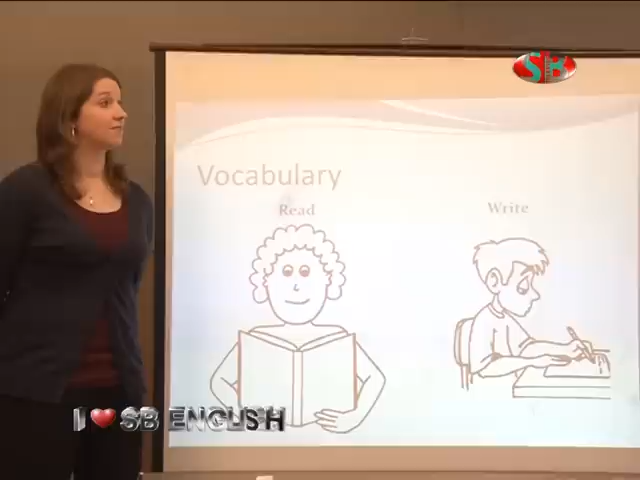 SB
Vocabulary
Read
Write
I ❤ SB ENGLISH